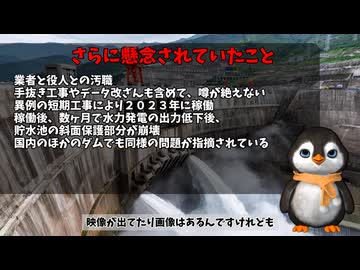 さらに懸念されていたこと
業者と役人との汚職
手抜き工事やデータ改ざんも含めて、噂が絶えない
異例の短期工事により2023年に稼働
稼働後、数ヶ月で水力発電の出力低下後、
貯水池の斜面保護部分が崩壊
国内のほかのダムでも同様の問題が指摘されている
映像が出てたり画像はあるんですけれども